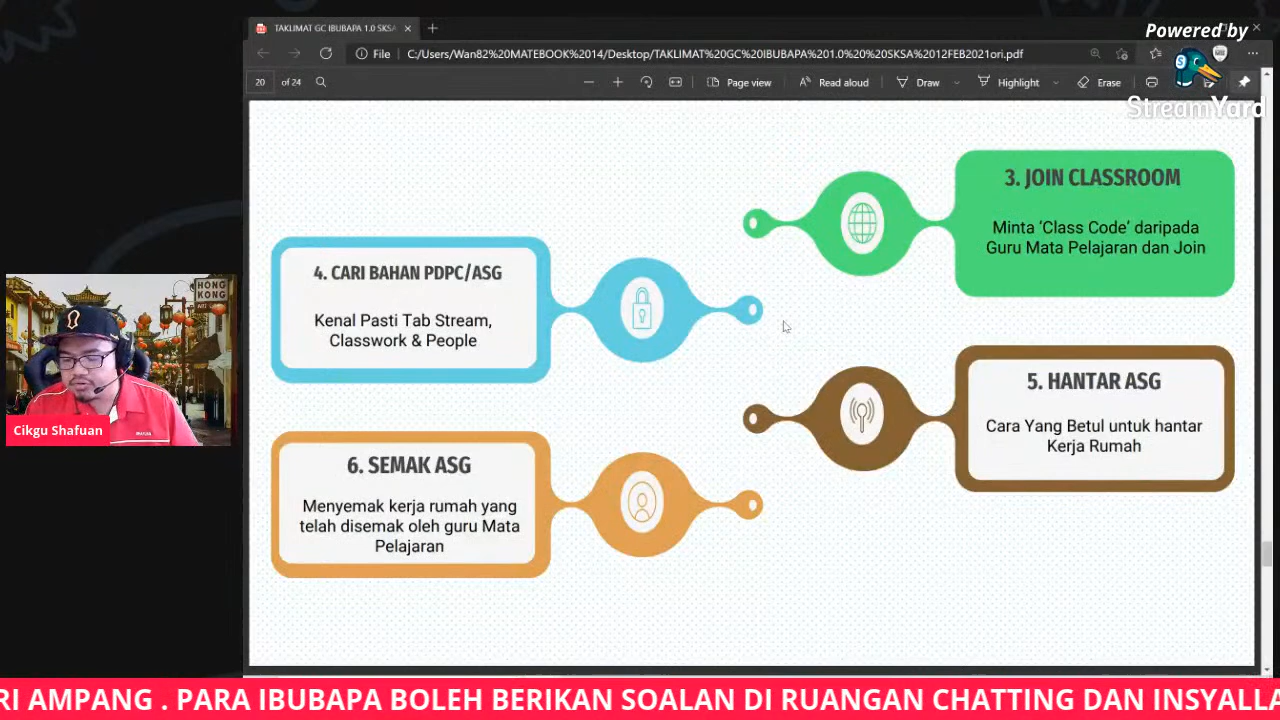 TAKLIMAT GC IBUBAPA 1.0 SKSA
Powered by
StreamYard
File
C:/Users/Wan82%20MATEBOOK%2014/Desktop/TAKLIMAT%20GC%20IBUBAPA%201.0%20%20SKSA%2012FEB2021ori.pdf
20 of 24
Page view
Read aloud
Draw
Highlight
Erase
3. JOIN CLASSROOM
Minta ‘Class Code’ daripada
Guru Mata Pelajaran dan Join
4. CARI BAHAN PDPC/ASG
Kenal Pasti Tab Stream,
Classwork & People
5. HANTAR ASG
Cara Yang Betul untuk hantar
Kerja Rumah
6. SEMAK ASG
Menyemak kerja rumah yang
telah disemak oleh guru Mata
Pelajaran
HONG
KONG
Cikgu Shafuan
RI AMPANG . PARA IBUBAPA BOLEH BERIKAN SOALAN DI RUANGAN CHATTING DAN INSYALLA